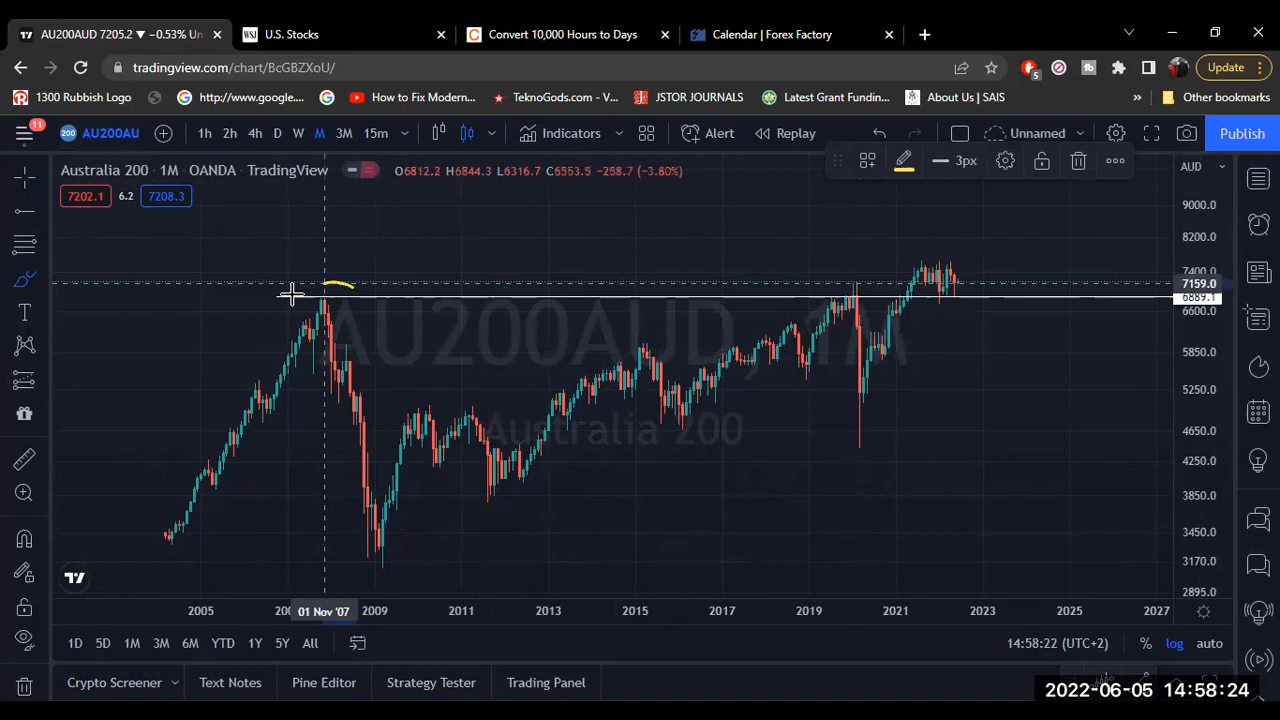 AU200AUD 7205.2 ▼ −0.53% Un
WSJ U.S. Stocks
C Convert 10,000 Hours to Days
Calendar | Forex Factory
tradingview.com/chart/BcGBZXoU/
5
Update
1300 Rubbish Logo
http://www.google....
How to Fix Modern...
TeknoGods.com - V...
JSTOR JOURNALS
Latest Grant Fundin...
About Us | SAIS
»
Other bookmarks
11
200 AU200AU
1h 2h 4h D W M 3M 15m
Indicators
Alert
Replay
Unnamed
Publish
Australia 200 · 1M · OANDA · TradingView
O6812.2 H6844.3 L6316.7 C6553.5 −258.7 (−3.80%)
3px
AUD
7202.1 6.2 7208.3
9000.0
8200.0
7400.0
7159.0
6889.1
6600.0
5850.0
5250.0
4650.0
4250.0
3850.0
3450.0
3170.0
2895.0
AU200AUD, 1M
Australia 200
2005 200 01 Nov '07 2009 2011 2013 2015 2017 2019 2021 2023 2025 2027
1D 5D 1M 3M 6M YTD 1Y 5Y All
14:58:22 (UTC+2) % log auto
Crypto Screener Text Notes Pine Editor Strategy Tester Trading Panel
2022-06-05 14:58:24